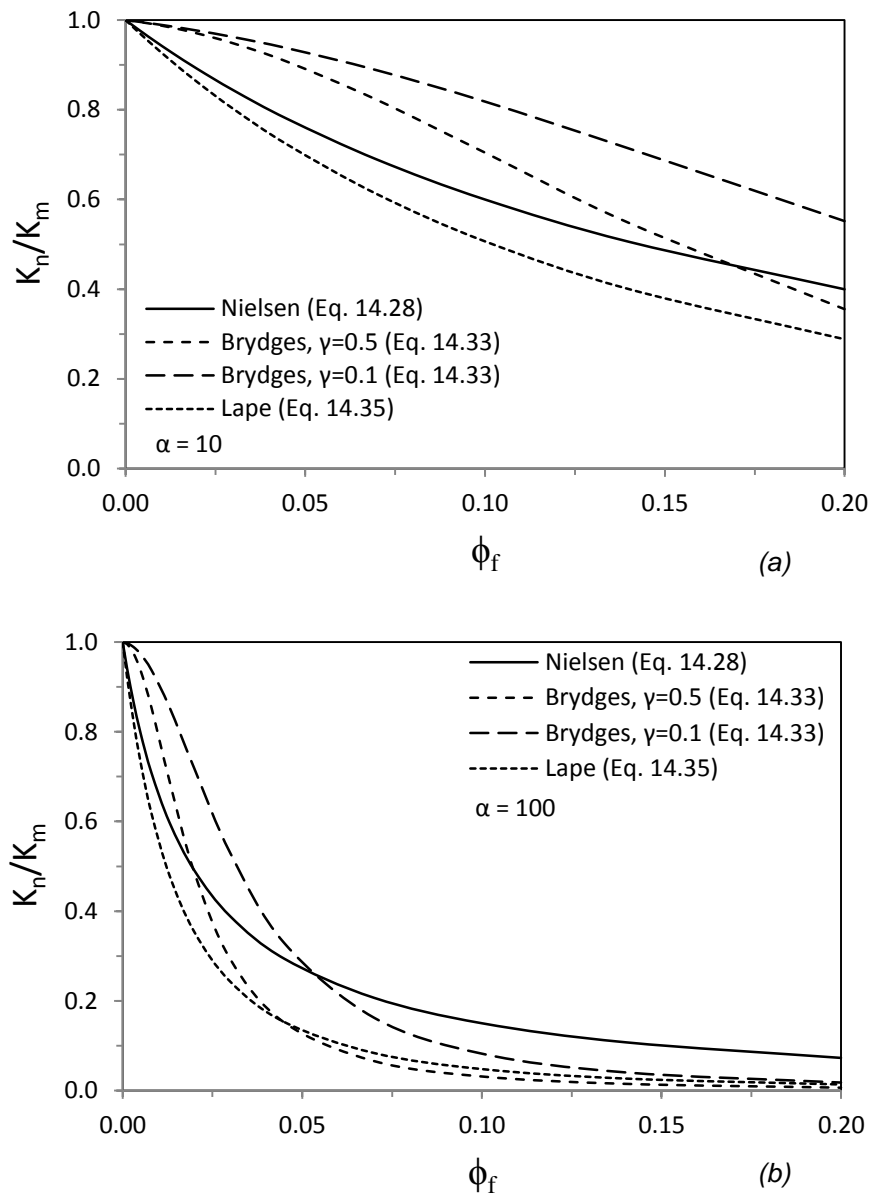 1.0
0.8
0.6
0.4
0.2
0.0
Kn/Km
Nielsen (Eq. 14.28)
Brydges, γ=0.5 (Eq. 14.33)
Brydges, γ=0.1 (Eq. 14.33)
Lape (Eq. 14.35)
α = 10
0.00 0.05 0.10 0.15 0.20
ϕf
(a)
1.0
0.8
0.6
0.4
0.2
0.0
Kn/Km
Nielsen (Eq. 14.28)
Brydges, γ=0.5 (Eq. 14.33)
Brydges, γ=0.1 (Eq. 14.33)
Lape (Eq. 14.35)
α = 100
0.00 0.05 0.10 0.15 0.20
ϕf
(b)